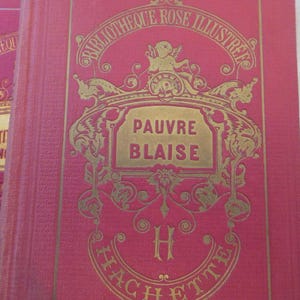 BIBLIOTHÈQUE ROSE ILLUSTRÉE
PAUVRE
BLAISE
H
HACHETTE